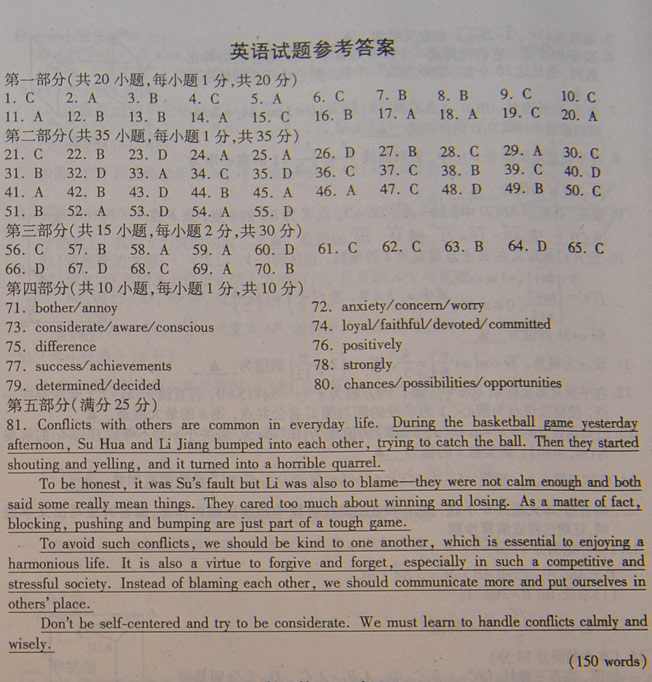 英语试题参考答案
第一部分(共20小题,每小题1分,共20分)
1. C 2. A 3. B 4. C 5. A 6. C 7. B 8. B 9. C 10. C
11. A 12. B 13. B 14. A 15. C 16. B 17. A 18. A 19. C 20. A
第二部分(共35小题,每小题1分,共35分)
21. C 22. B 23. D 24. A 25. A 26. D 27. B 28. C 29. A 30. C
31. B 32. D 33. A 34. C 35. D 36. C 37. C 38. B 39. C 40. D
41. A 42. B 43. D 44. B 45. A 46. A 47. C 48. D 49. B 50. C
51. B 52. A 53. D 54. A 55. D
第三部分(共15小题,每小题2分,共30分)
56. C 57. B 58. A 59. A 60. D 61. C 62. C 63. B 64. D 65. C
66. D 67. D 68. C 69. A 70. B
第四部分(共10小题,每小题1分,共10分)
71. bother/annoy 72. anxiety/concern/worry
73. considerate/aware/conscious 74. loyal/faithful/devoted/committed
75. difference 76. positively
77. success/achievements 78. strongly
79. determined/decided 80. chances/possibilities/opportunities
第五部分(满分25分)
81. Conflicts with others are common in everyday life. During the basketball game yesterday
afternoon, Su Hua and Li Jiang bumped into each other, trying to catch the ball. Then they started
shouting and yelling, and it turned into a horrible quarrel.
To be honest, it was Su's fault but Li was also to blame—they were not calm enough and both
said some really mean things. They cared too much about winning and losing. As a matter of fact,
blocking, pushing and bumping are just part of a tough game.
To avoid such conflicts, we should be kind to one another, which is essential to enjoying a
harmonious life. It is also a virtue to forgive and forget, especially in such a competitive and
stressful society. Instead of blaming each other, we should communicate more and put ourselves in
others' place.
Don't be self-centered and try to be considerate. We must learn to handle conflicts calmly and
wisely.
(150 words)